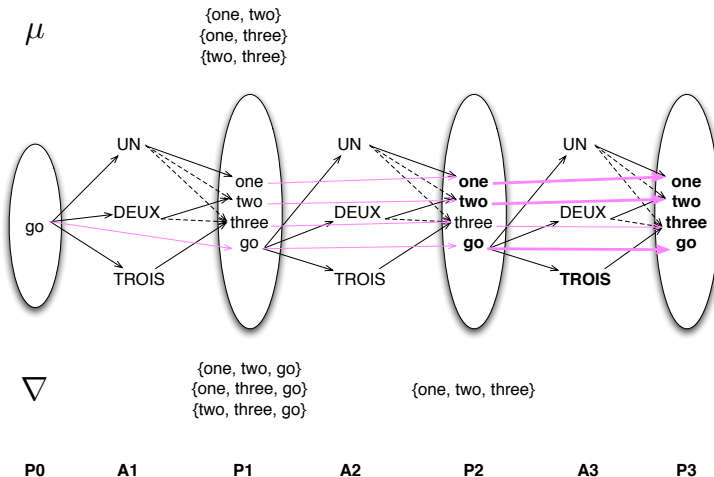 μ
{one, two}
{one, three}
{two, three}
go
UN
DEUX
TROIS
one
two
three
go
UN
DEUX
TROIS
one
two
three
go
UN
DEUX
TROIS
one
two
three
go
∇
{one, two, go}
{one, three, go}
{two, three, go}
{one, two, three}
P0 A1 P1 A2 P2 A3 P3